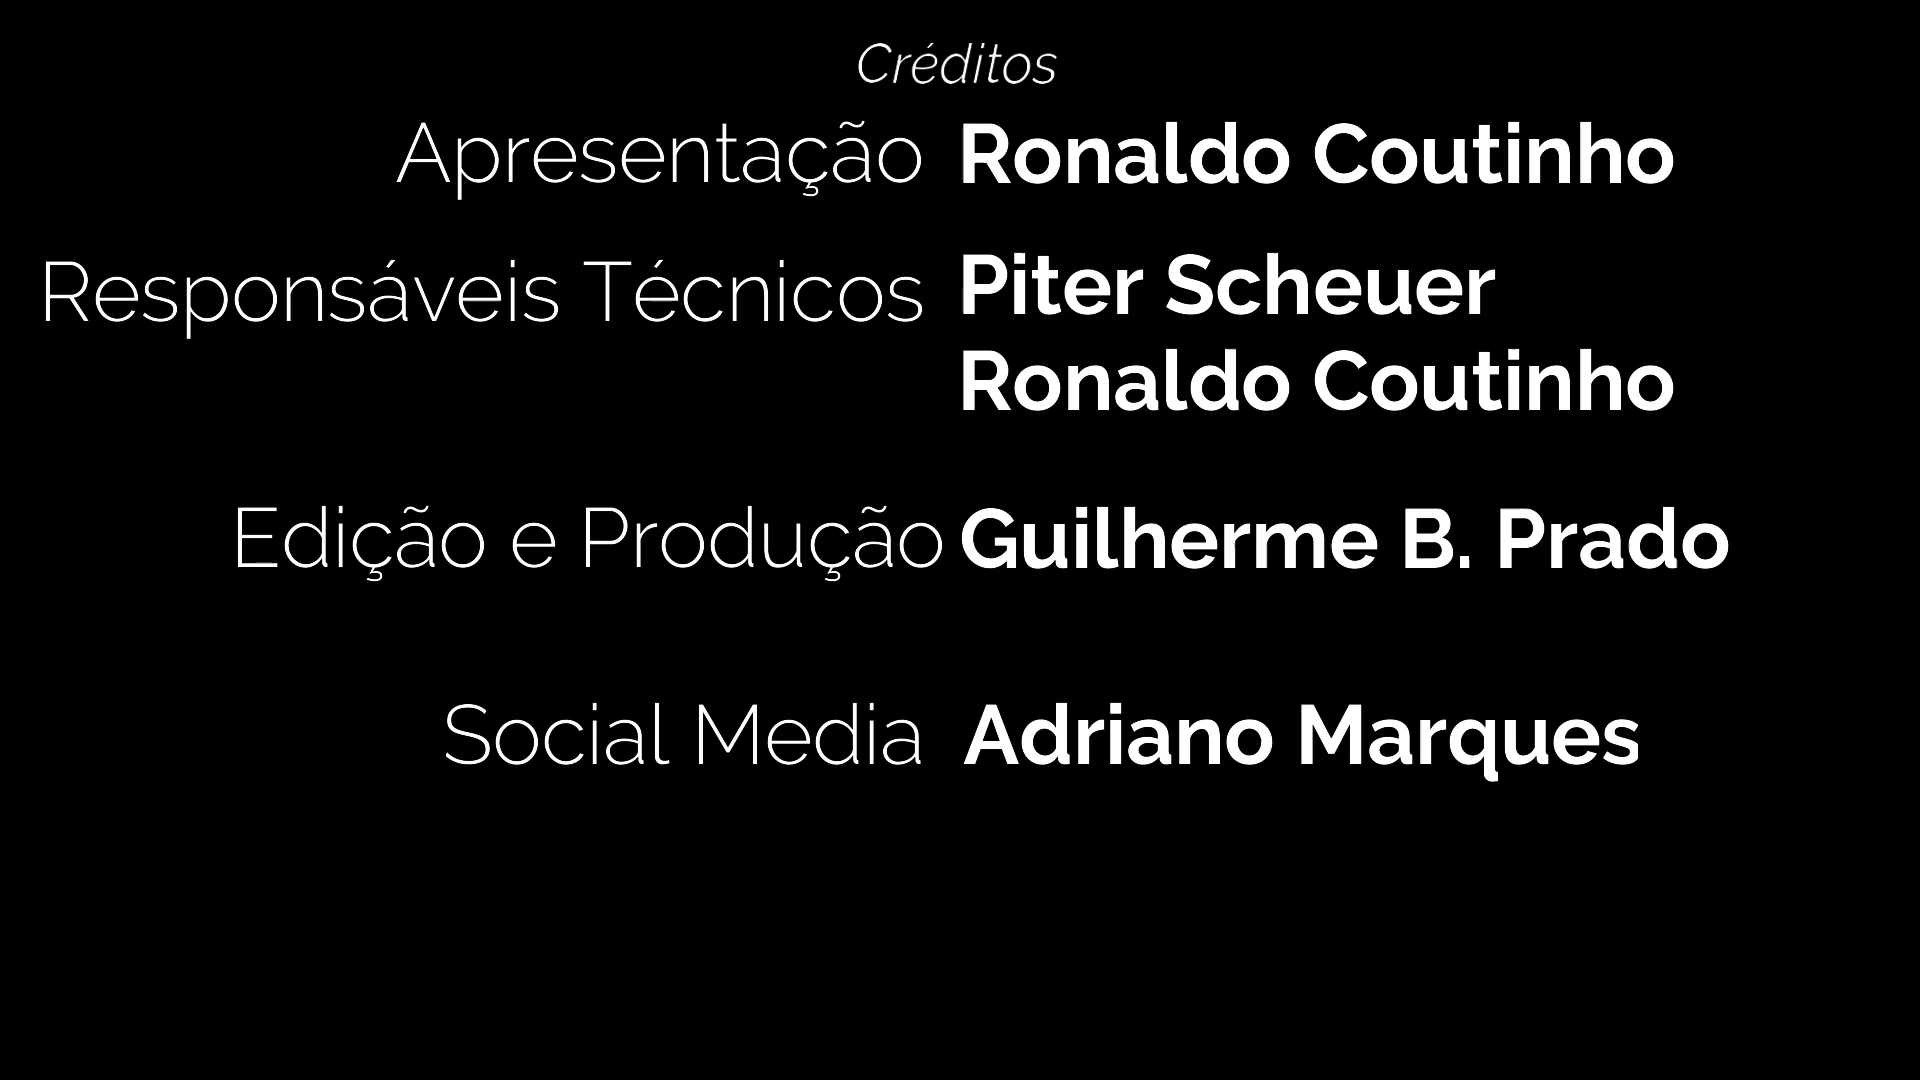 Créditos
Apresentação Ronaldo Coutinho
Responsáveis Técnicos Piter Scheuer
Ronaldo Coutinho
Edição e Produção Guilherme B. Prado
Social Media Adriano Marques